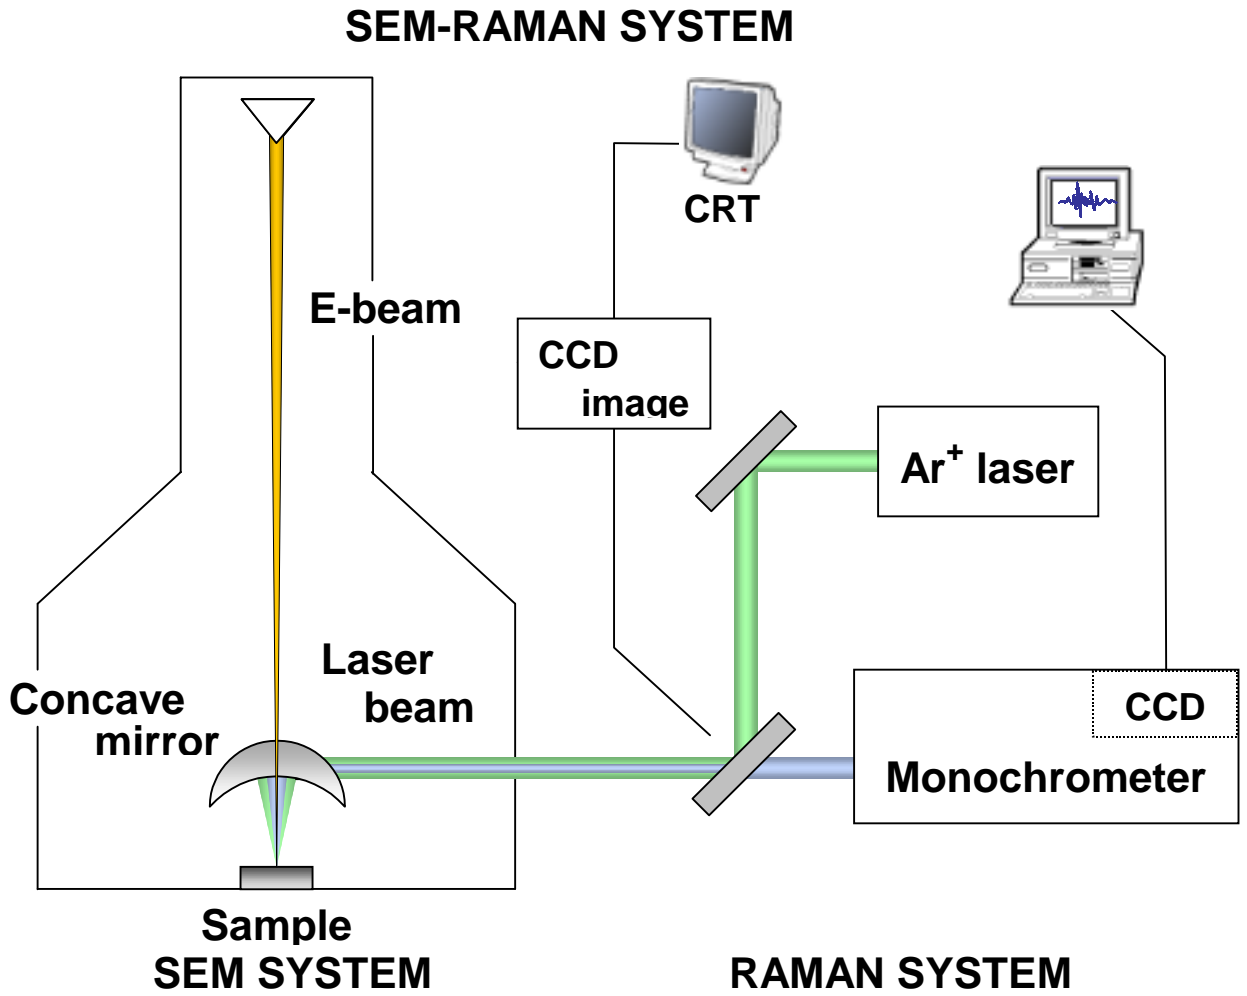 SEM-RAMAN SYSTEM
CRT
E-beam
CCD
image
Ar⁺ laser
Laser
beam
Concave
mirror
CCD
Monochrometer
Sample
SEM SYSTEM
RAMAN SYSTEM